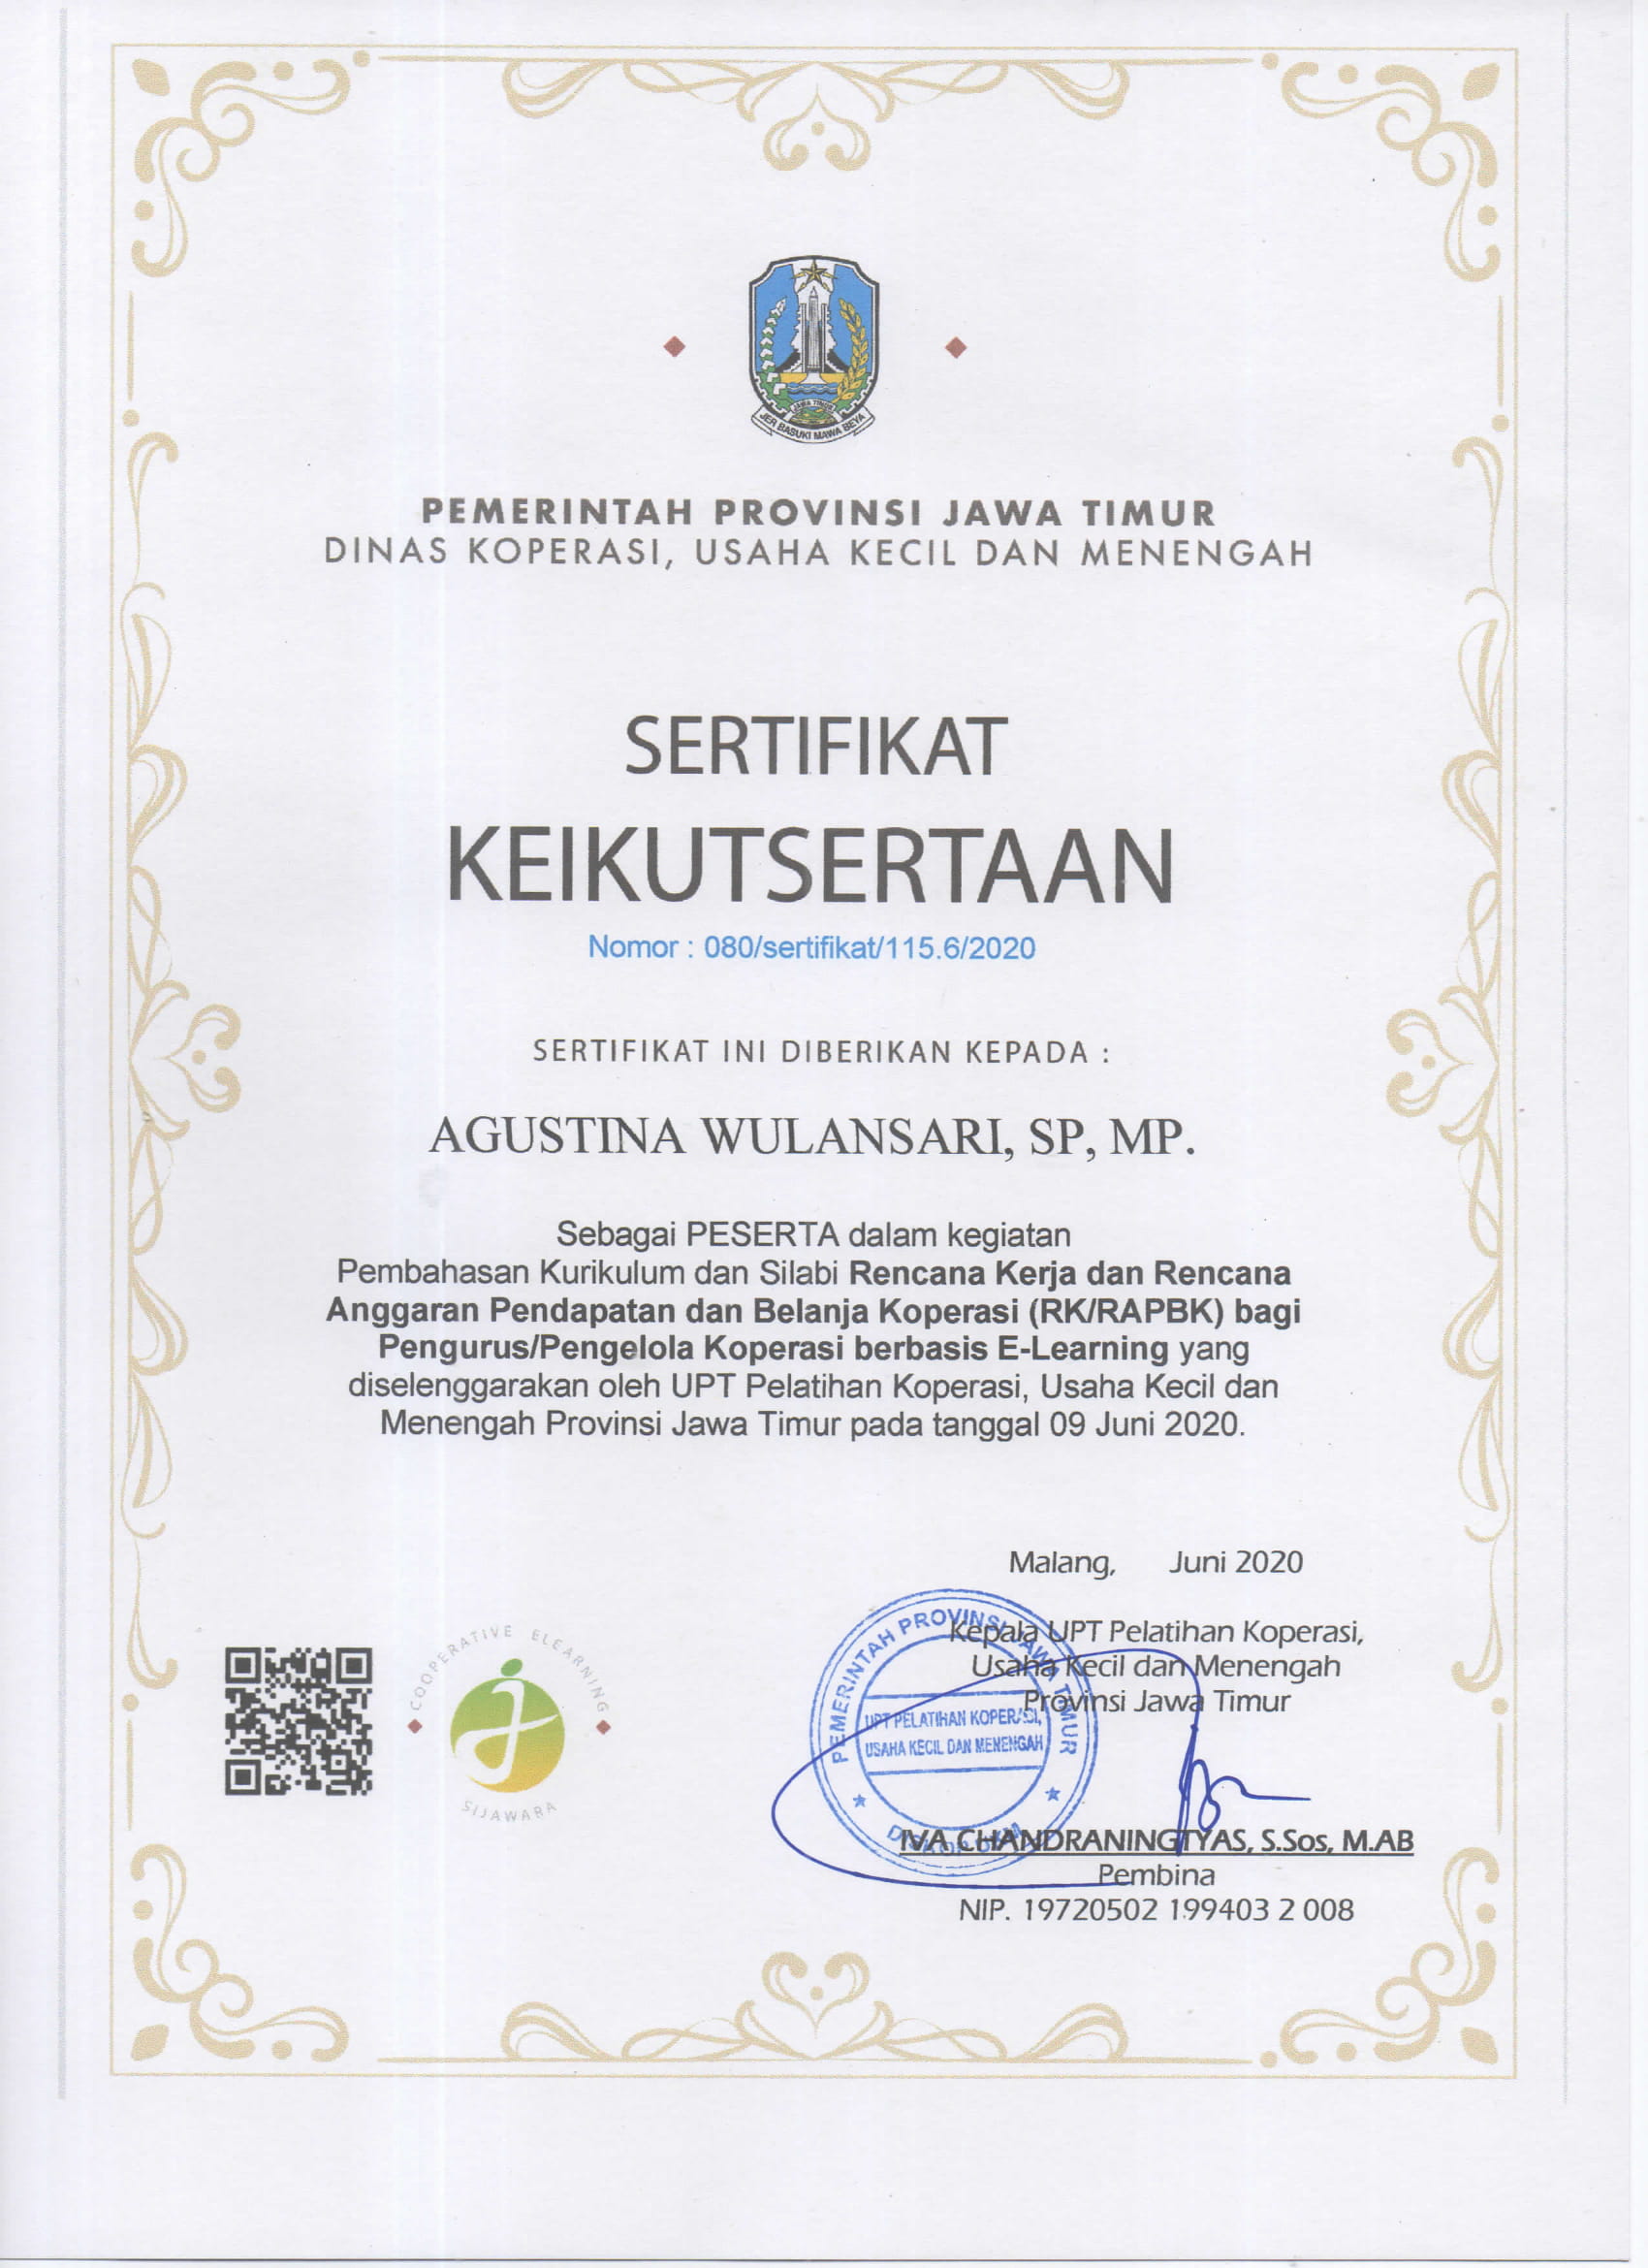 JAWA TIMUR
JER BASUKI MAWA BEYA
PEMERINTAH PROVINSI JAWA TIMUR
DINAS KOPERASI, USAHA KECIL DAN MENENGAH
SERTIFIKAT
KEIKUTSERTAAN
Nomor : 080/sertifikat/115.6/2020
SERTIFIKAT INI DIBERIKAN KEPADA :
AGUSTINA WULANSARI, SP, MP.
Sebagai PESERTA dalam kegiatan
Pembahasan Kurikulum dan Silabi Rencana Kerja dan Rencana
Anggaran Pendapatan dan Belanja Koperasi (RK/RAPBK) bagi
Pengurus/Pengelola Koperasi berbasis E-Learning yang
diselenggarakan oleh UPT Pelatihan Koperasi, Usaha Kecil dan
Menengah Provinsi Jawa Timur pada tanggal 09 Juni 2020.
Malang, Juni 2020
Kepala UPT Pelatihan Koperasi,
Usaha Kecil dan Menengah
Provinsi Jawa Timur
PEMERINTAH PROVINSI JAWA TIMUR
UPT PELATIHAN KOPERASI,
USAHA KECIL DAN MENENGAH
COOPERATIVE ELEARNING
SIJAWARA
IVA CHANDRANINGTYAS, S.Sos, M.AB
Pembina
NIP. 19720502 199403 2 008